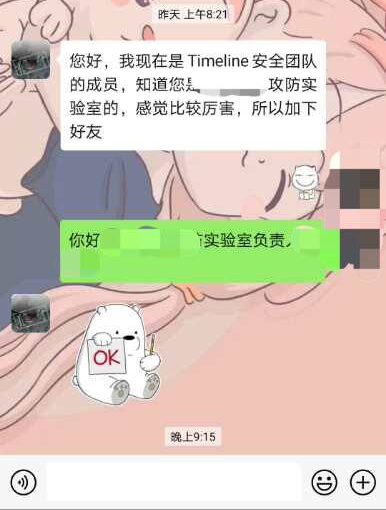 昨天 上午8:21
您好，我现在是 Timeline 安全团队
的成员，知道您是 攻防实
验室的，感觉比较厉害，所以加下
好友
你好 实验室负责
OK
晚上9:15